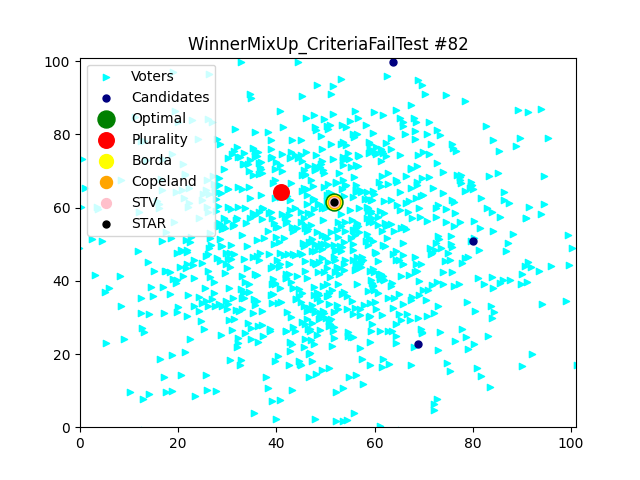 WinnerMixUp_CriteriaFailTest #82
100
80
60
40
20
0
0 20 40 60 80 100
Voters
Candidates
Optimal
Plurality
Borda
Copeland
STV
STAR